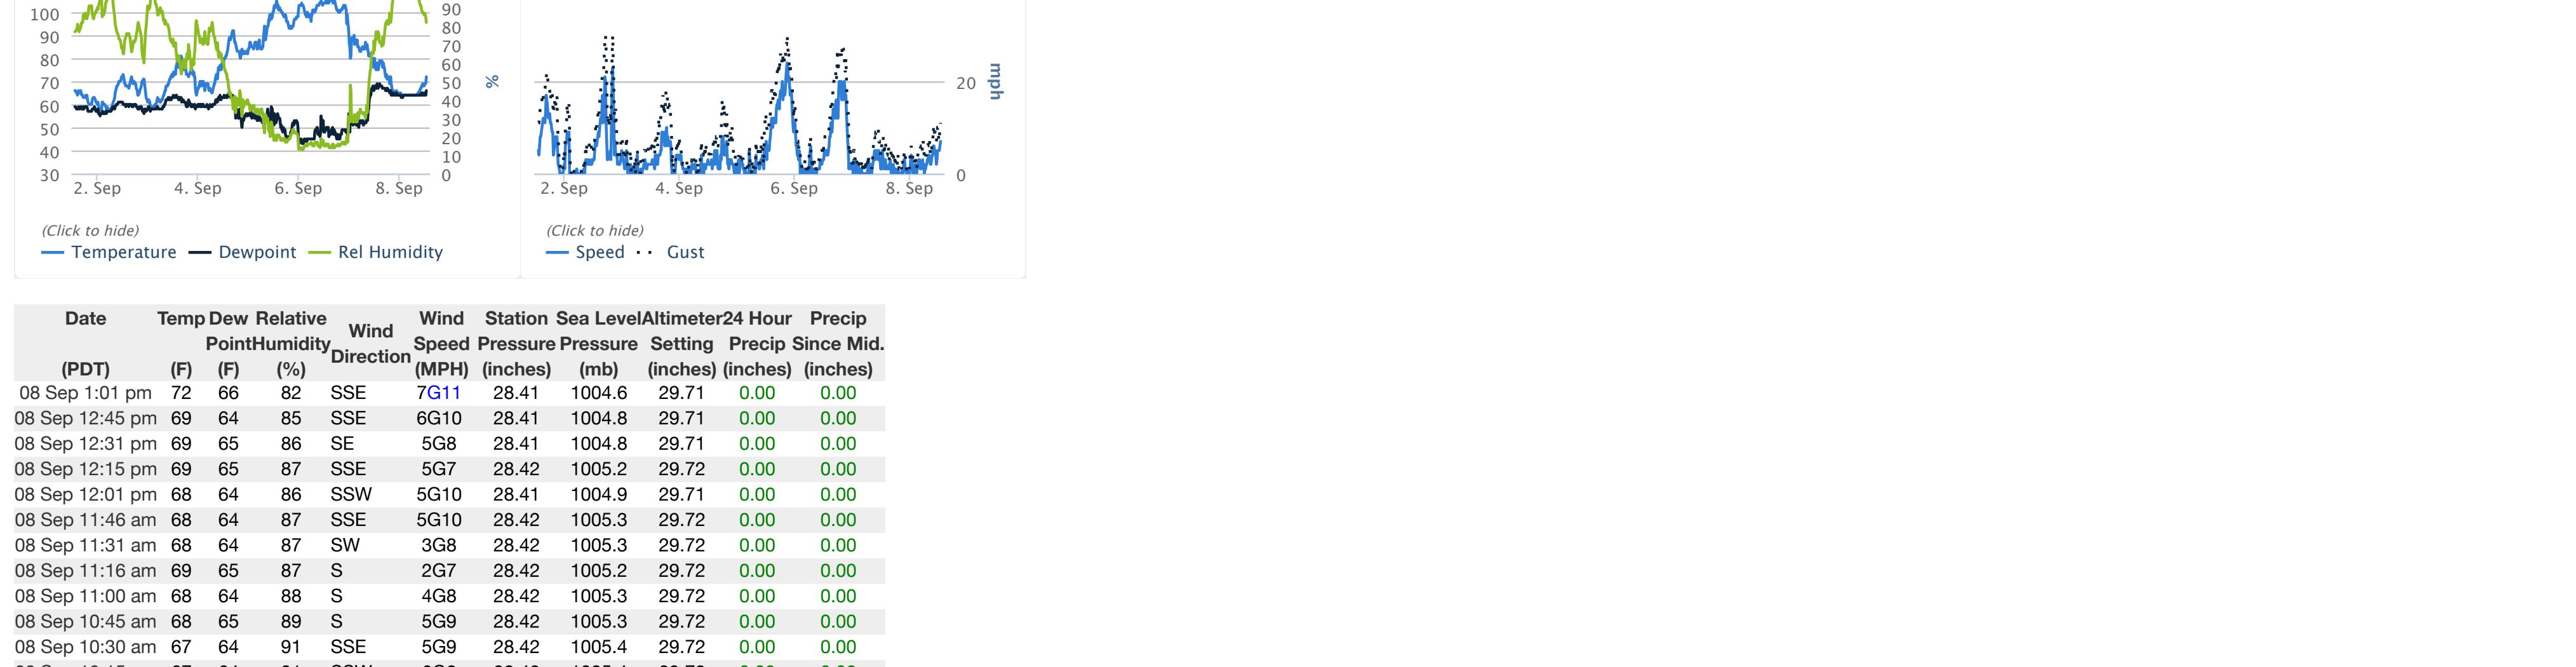 100
90
80
70
60
50
40
30
90
80
70
60
50
40
30
20
10
0
%
2. Sep 4. Sep 6. Sep 8. Sep
(Click to hide)
Temperature Dewpoint Rel Humidity
20
0
mph
2. Sep 4. Sep 6. Sep 8. Sep
(Click to hide)
Speed Gust
Date Temp Dew Relative Wind Wind Station Sea Level Altimeter 24 Hour Precip
Point Humidity Direction Speed Pressure Pressure Setting Precip Since Mid.
(PDT) (F) (F) (%) (MPH) (inches) (mb) (inches) (inches) (inches)
08 Sep 1:01 pm 72 66 82 SSE 7G11 28.41 1004.6 29.71 0.00 0.00
08 Sep 12:45 pm 69 64 85 SSE 6G10 28.41 1004.8 29.71 0.00 0.00
08 Sep 12:31 pm 69 65 86 SE 5G8 28.41 1004.8 29.71 0.00 0.00
08 Sep 12:15 pm 69 65 87 SSE 5G7 28.42 1005.2 29.72 0.00 0.00
08 Sep 12:01 pm 68 64 86 SSW 5G10 28.41 1004.9 29.71 0.00 0.00
08 Sep 11:46 am 68 64 87 SSE 5G10 28.42 1005.3 29.72 0.00 0.00
08 Sep 11:31 am 68 64 87 SW 3G8 28.42 1005.3 29.72 0.00 0.00
08 Sep 11:16 am 69 65 87 S 2G7 28.42 1005.2 29.72 0.00 0.00
08 Sep 11:00 am 68 64 88 S 4G8 28.42 1005.3 29.72 0.00 0.00
08 Sep 10:45 am 68 65 89 S 5G9 28.42 1005.3 29.72 0.00 0.00
08 Sep 10:30 am 67 64 91 SSE 5G9 28.42 1005.4 29.72 0.00 0.00